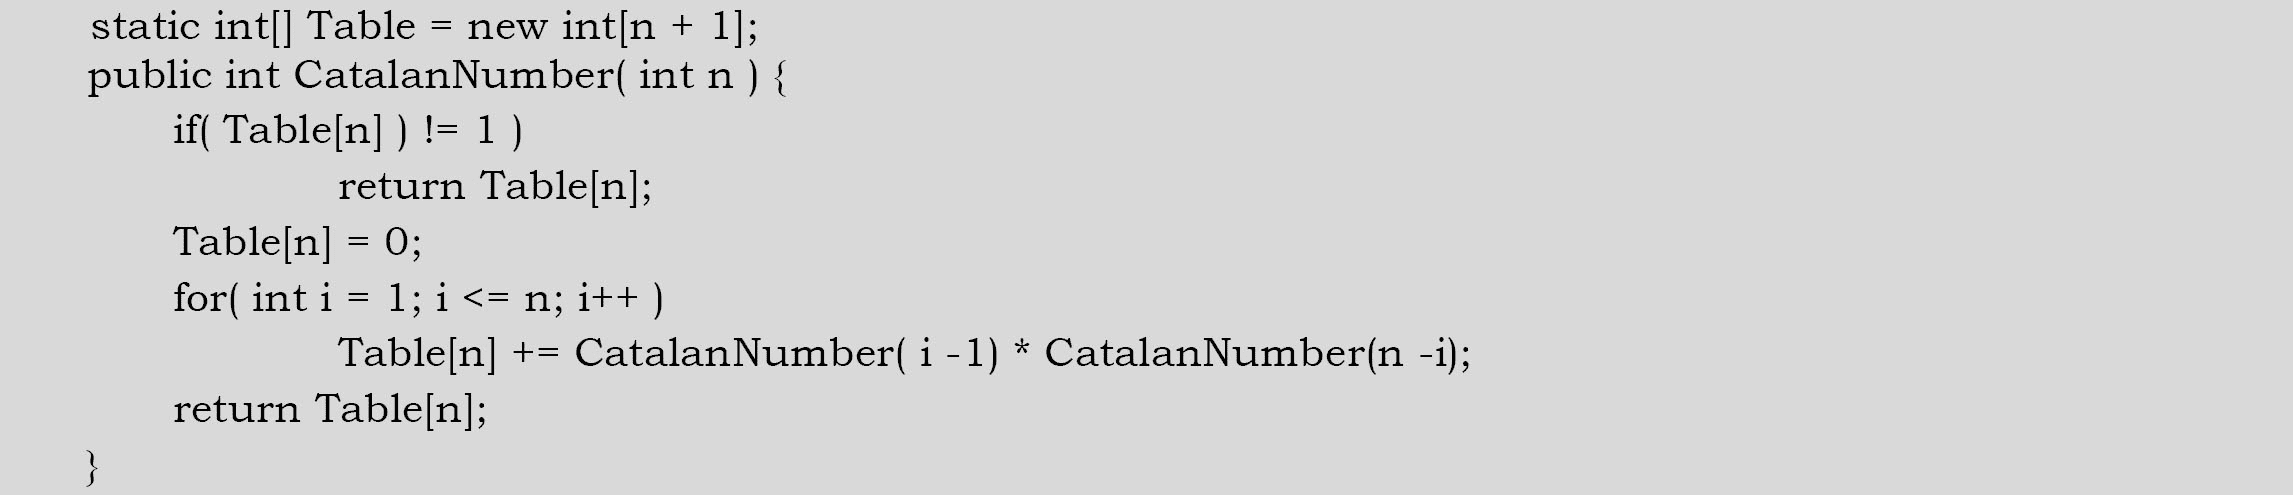 static int[] Table = new int[n + 1];
public int CatalanNumber( int n ) {
if( Table[n] ) != 1 )
return Table[n];
Table[n] = 0;
for( int i = 1; i <= n; i++ )
Table[n] += CatalanNumber( i -1) * CatalanNumber(n -i);
return Table[n];
}